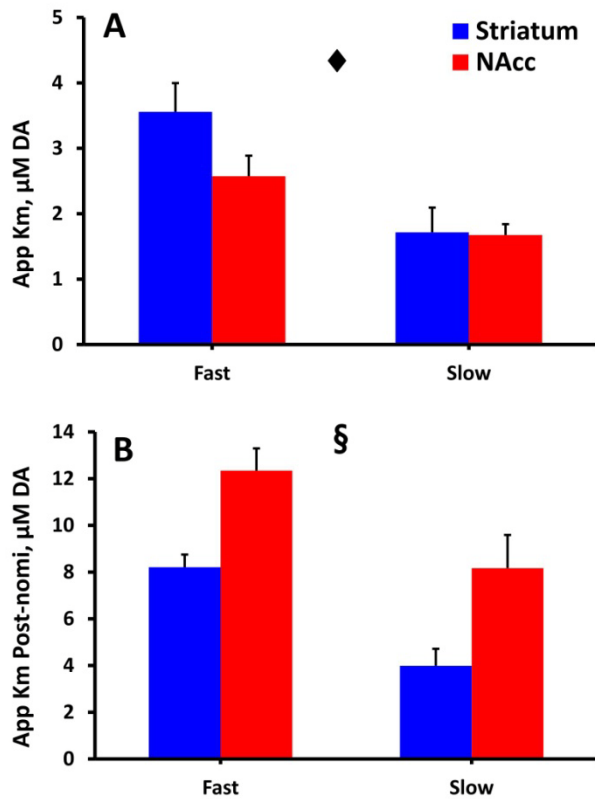 A
Striatum
NAcc
♦
App Km, µM DA
5
4
3
2
1
0
Fast Slow
B
§
App Km Post-nomi, µM DA
14
12
10
8
6
4
2
0
Fast Slow